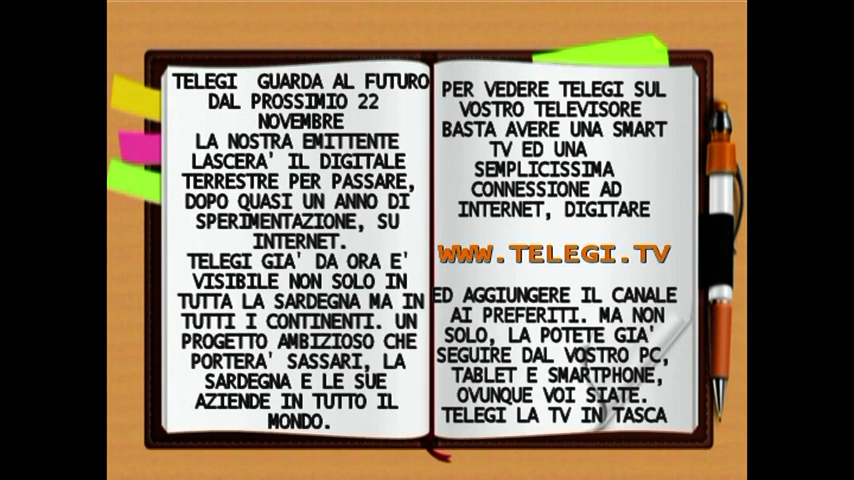 TELEGI GUARDA AL FUTURO
DAL PROSSIMIO 22
NOVEMBRE
LA NOSTRA EMITTENTE
LASCERA' IL DIGITALE
TERRESTRE PER PASSARE,
DOPO QUASI UN ANNO DI
SPERIMENTAZIONE, SU
INTERNET.
TELEGI GIA' DA ORA E'
VISIBILE NON SOLO IN
TUTTA LA SARDEGNA MA IN
TUTTI I CONTINENTI. UN
PROGETTO AMBIZIOSO CHE
PORTERA' SASSARI, LA
SARDEGNA E LE SUE
AZIENDE IN TUTTO IL
MONDO.
PER VEDERE TELEGI SUL
VOSTRO TELEVISORE
BASTA AVERE UNA SMART
TV ED UNA
SEMPLICISSIMA
CONNESSIONE AD
INTERNET, DIGITARE
WWW.TELEGI.TV
ED AGGIUNGERE IL CANALE
AI PREFERITI. MA NON
SOLO, LA POTETE GIA'
SEGUIRE DAL VOSTRO PC,
TABLET E SMARTPHONE,
OVUNQUE VOI SIATE.
TELEGI LA TV IN TASCA